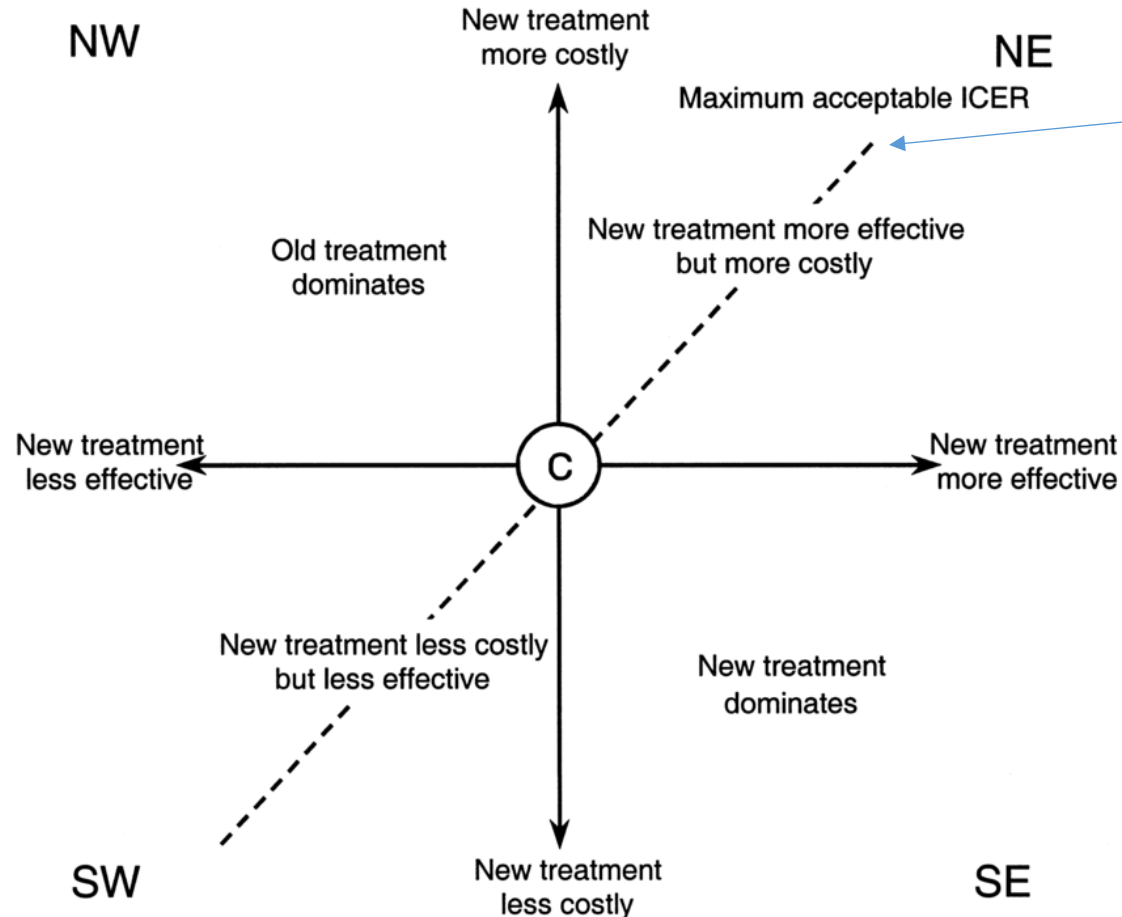 NW
New treatment
more costly
NE
Maximum acceptable ICER
Old treatment
dominates
New treatment more effective
but more costly
New treatment
less effective
C
New treatment
more effective
New treatment less costly
but less effective
New treatment
dominates
SW
New treatment
less costly
SE